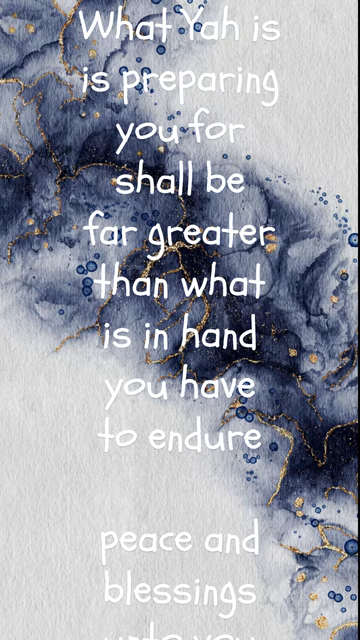 What Yah is
is preparing
you for
shall be
far greater
than what
is in hand
you have
to endure
peace and
blessings
unto